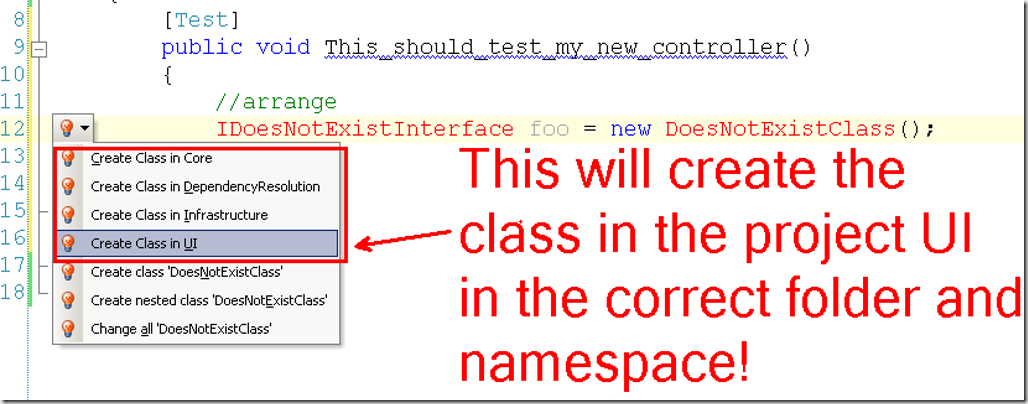 8 [Test]
9 public void This_should_test_my_new_controller()
10 {
11 //arrange
12 IDoesNotExistInterface foo = new DoesNotExistClass();
13
14
15
16
17
18
Create Class in Core
Create Class in DependencyResolution
Create Class in Infrastructure
Create Class in UI
Create class 'DoesNotExistClass'
Create nested class 'DoesNotExistClass'
Change all 'DoesNotExistClass'
This will create the
class in the project UI
in the correct folder and
namespace!